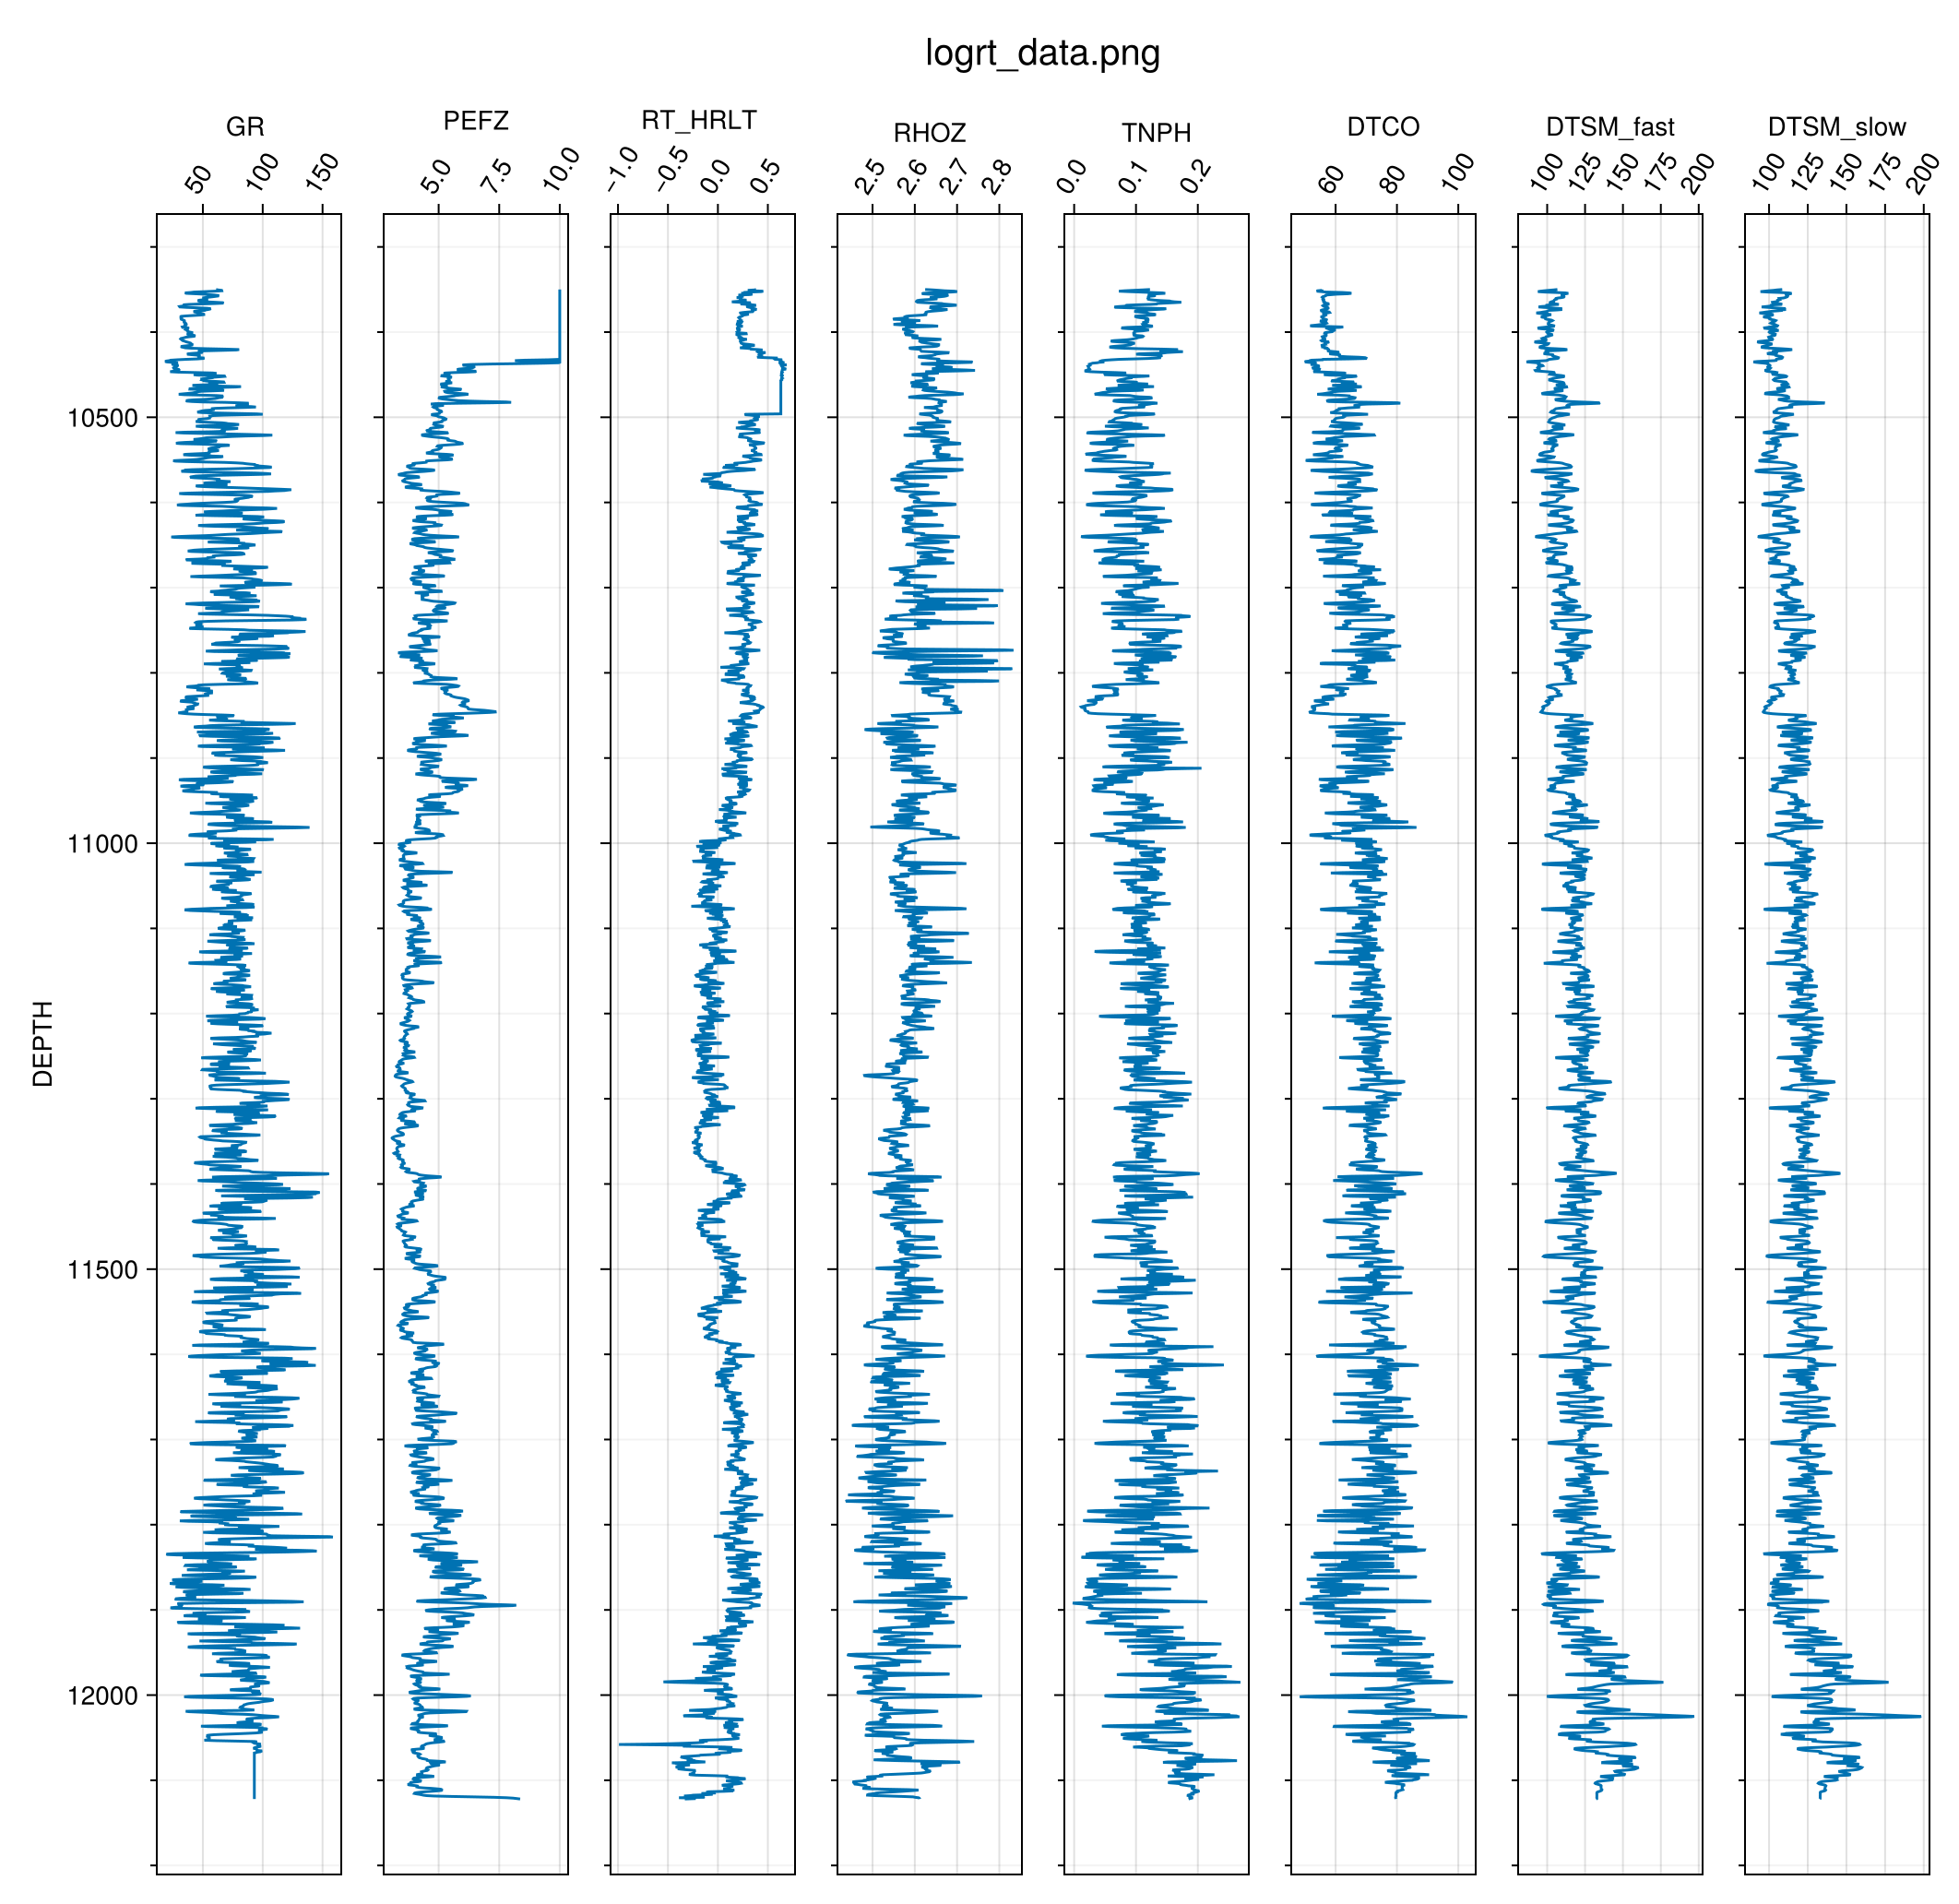 logrt_data.png
GR PEFZ RT_HRLT RHOZ TNPH DTCO DTSM_fast DTSM_slow
50 100 150 5.0 7.5 10.0 −1.0 −0.5 0.0 0.5 2.5 2.6 2.7 2.8 0.0 0.1 0.2 60 80 100 100 125 150 175 200 100 125 150 175 200
10500
11000
DEPTH
11500
12000